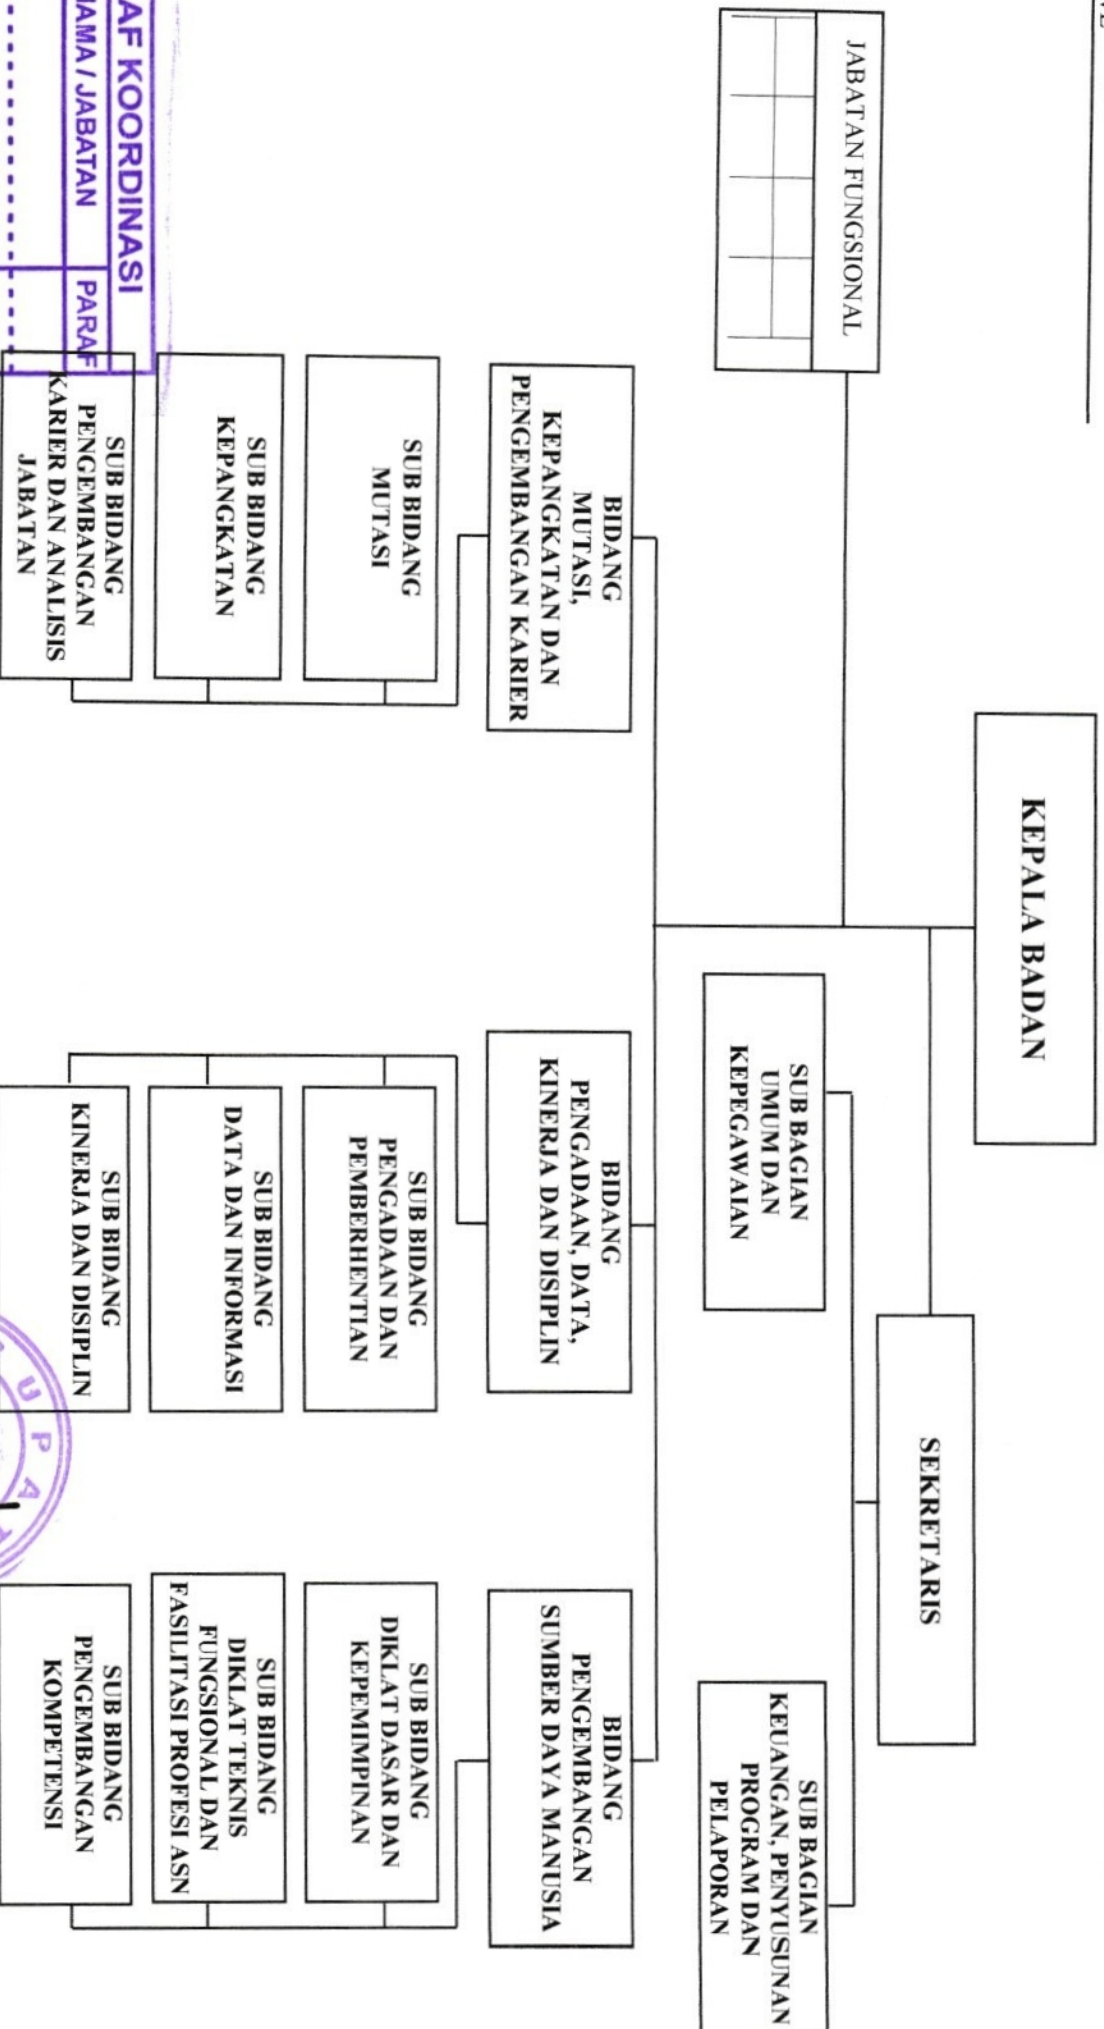 KEPALA BADAN
SEKRETARIS
JABATAN FUNGSIONAL
SUB BAGIAN
UMUM DAN
KEPEGAWAIAN
SUB BAGIAN
KEUANGAN, PENYUSUNAN
PROGRAM DAN
PELAPORAN
BIDANG
MUTASI,
KEPANGKATAN DAN
PENGEMBANGAN KARIER
BIDANG
PENGADAAN, DATA,
KINERJA DAN DISIPLIN
BIDANG
PENGEMBANGAN
SUMBER DAYA MANUSIA
SUB BIDANG
MUTASI
SUB BIDANG
PENGADAAN DAN
PEMBERHENTIAN
SUB BIDANG
DIKLAT DASAR DAN
KEPEMIMPINAN
SUB BIDANG
KEPANGKATAN
SUB BIDANG
DATA DAN INFORMASI
SUB BIDANG
DIKLAT TEKNIS
FUNGSIONAL DAN
FASILITASI PROFESI ASN
SUB BIDANG
PENGEMBANGAN
KARIER DAN ANALISIS
JABATAN
SUB BIDANG
KINERJA DAN DISIPLIN
SUB BIDANG
PENGEMBANGAN
KOMPETENSI
AF KOORDINASI
AMA / JABATAN PARAF
UPA